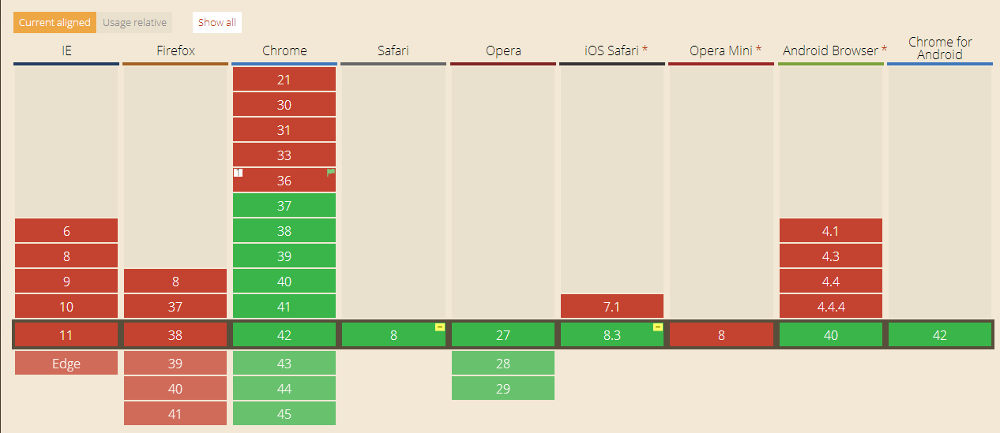 Current aligned Usage relative Show all
IE Firefox Chrome Safari Opera iOS Safari * Opera Mini * Android Browser * Chrome for
Android
21
30
31
33
1 36
37
6 38 4.1
8 39 4.3
9 8 40 4.4
10 37 41 7.1 4.4.4
11 38 42 8 27 8.3 8 40 42
Edge 39 43 28
40 44 29
41 45